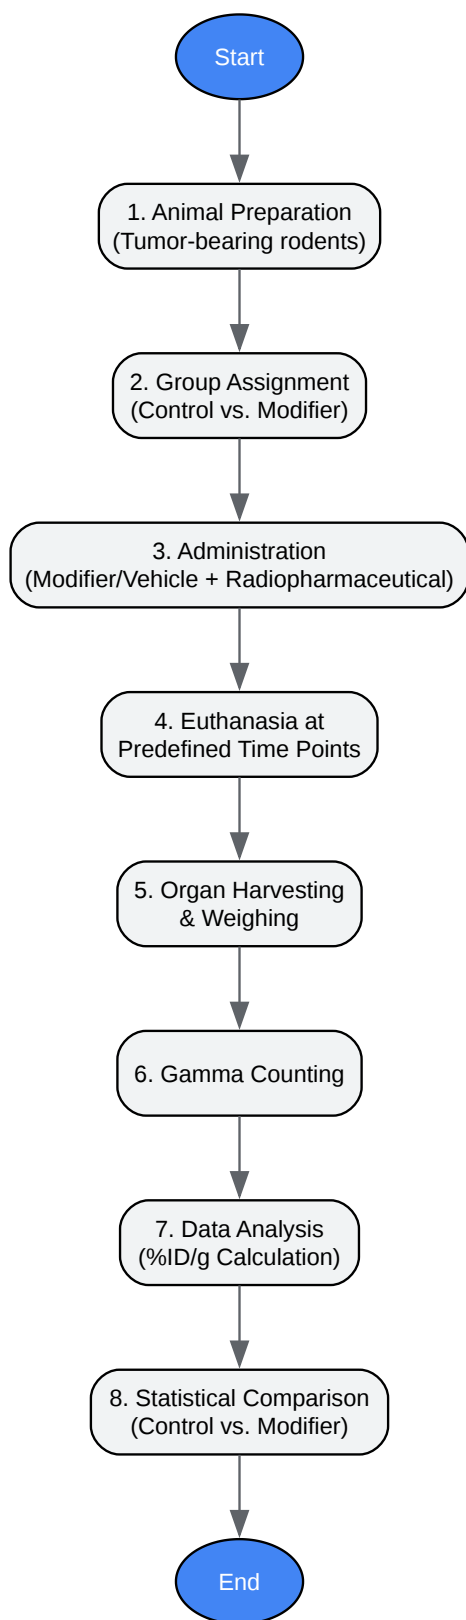 Start
1. Animal Preparation
(Tumor-bearing rodents)
2. Group Assignment
(Control vs. Modifier)
3. Administration
(Modifier/Vehicle + Radiopharmaceutical)
4. Euthanasia at
Predefined Time Points
5. Organ Harvesting
& Weighing
6. Gamma Counting
7. Data Analysis
(%ID/g Calculation)
8. Statistical Comparison
(Control vs. Modifier)
End